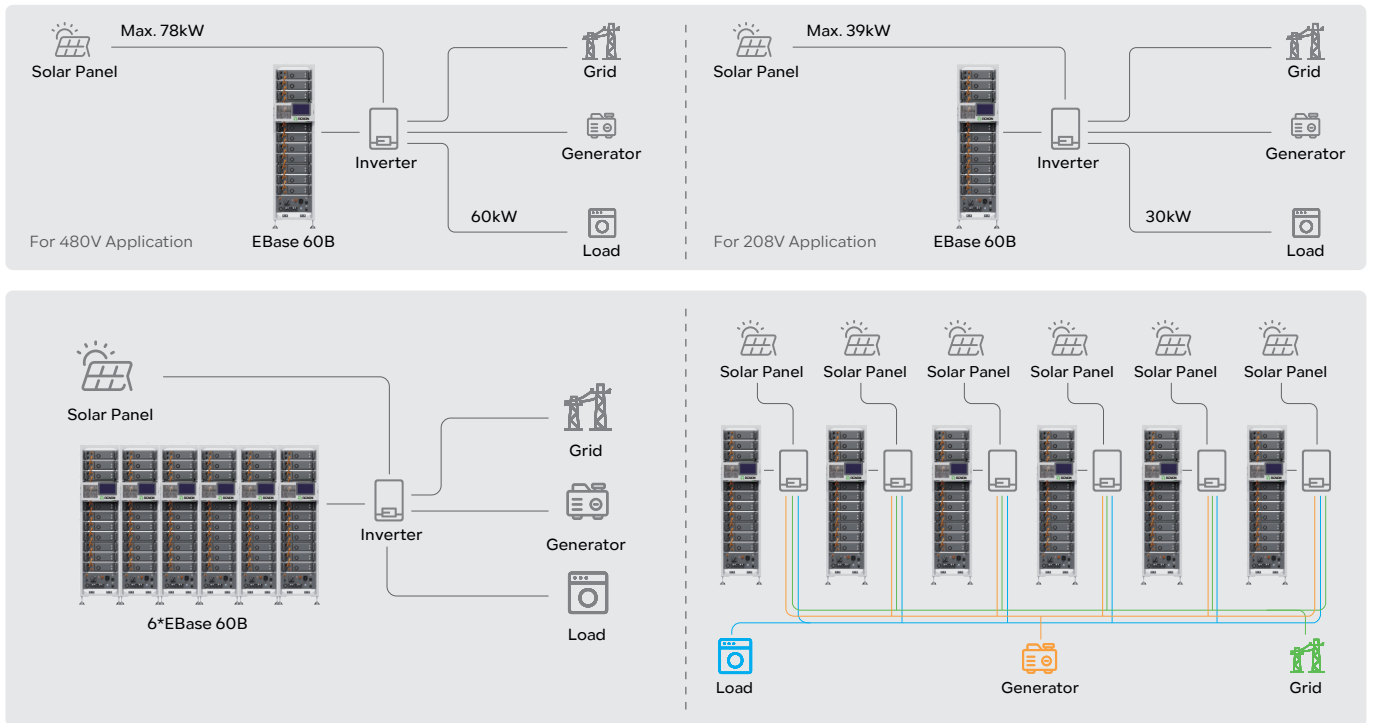 Max. 78kW
Solar Panel
Grid
Inverter
Generator
60kW
For 480V Application
EBase 60B
Load
Max. 39kW
Solar Panel
Grid
Inverter
Generator
30kW
For 208V Application
EBase 60B
Load
Solar Panel
Grid
Inverter
Generator
6*EBase 60B
Load
Solar Panel Solar Panel Solar Panel Solar Panel Solar Panel Solar Panel
Load Generator Grid